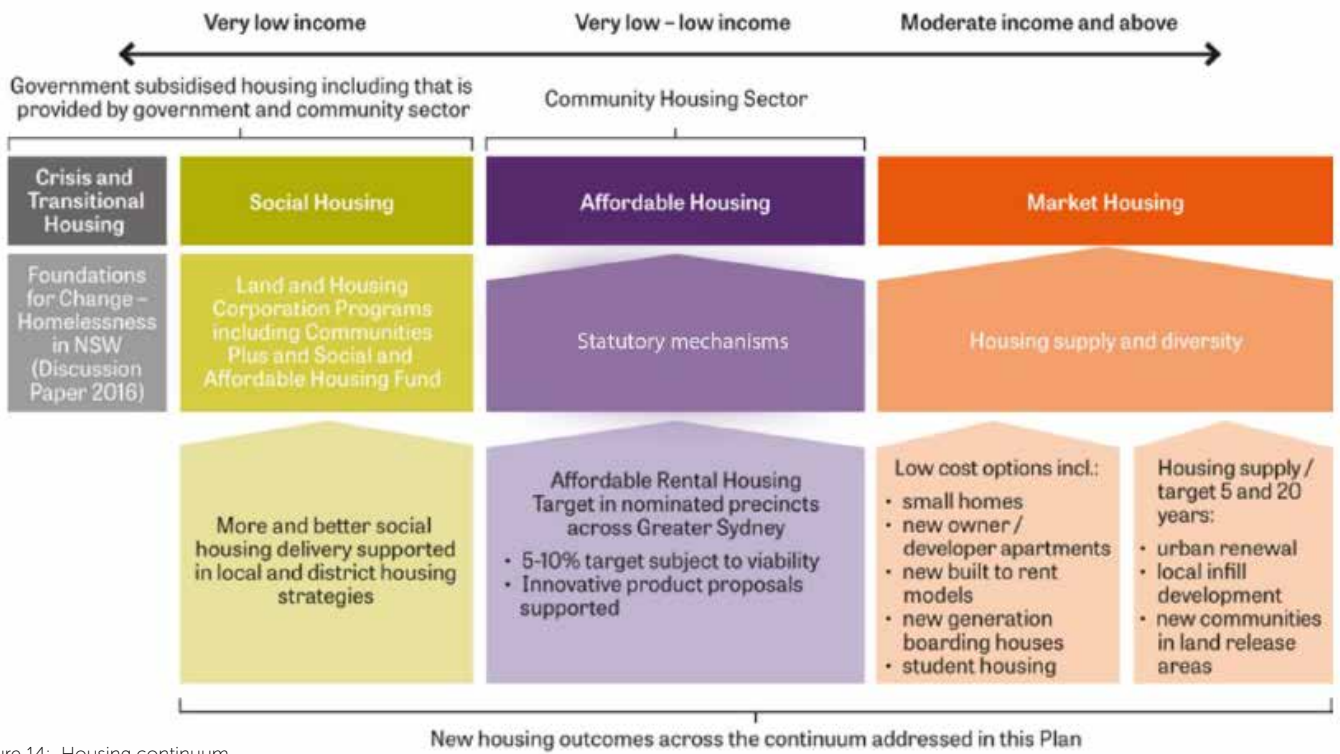 Very low income
Very low – low income
Moderate income and above
Government subsidised housing including that is
provided by government and community sector
Community Housing Sector
Crisis and
Transitional
Housing
Social Housing
Affordable Housing
Market Housing
Foundations
for Change –
Homelessness
in NSW
(Discussion
Paper 2016)
Land and Housing
Corporation Programs
including Communities
Plus and Social and
Affordable Housing Fund
Statutory mechanisms
Housing supply and diversity
More and better social
housing delivery supported
in local and district housing
strategies
Affordable Rental Housing
Target in nominated precincts
across Greater Sydney
• 5-10% target subject to viability
• Innovative product proposals
supported
Low cost options incl.:
• small homes
• new owner /
developer apartments
• new built to rent
models
• new generation
boarding houses
• student housing
Housing supply /
target 5 and 20
years:
• urban renewal
• local infill
development
• new communities
in land release
areas
New housing outcomes across the continuum addressed in this Plan
14: Housing continuum